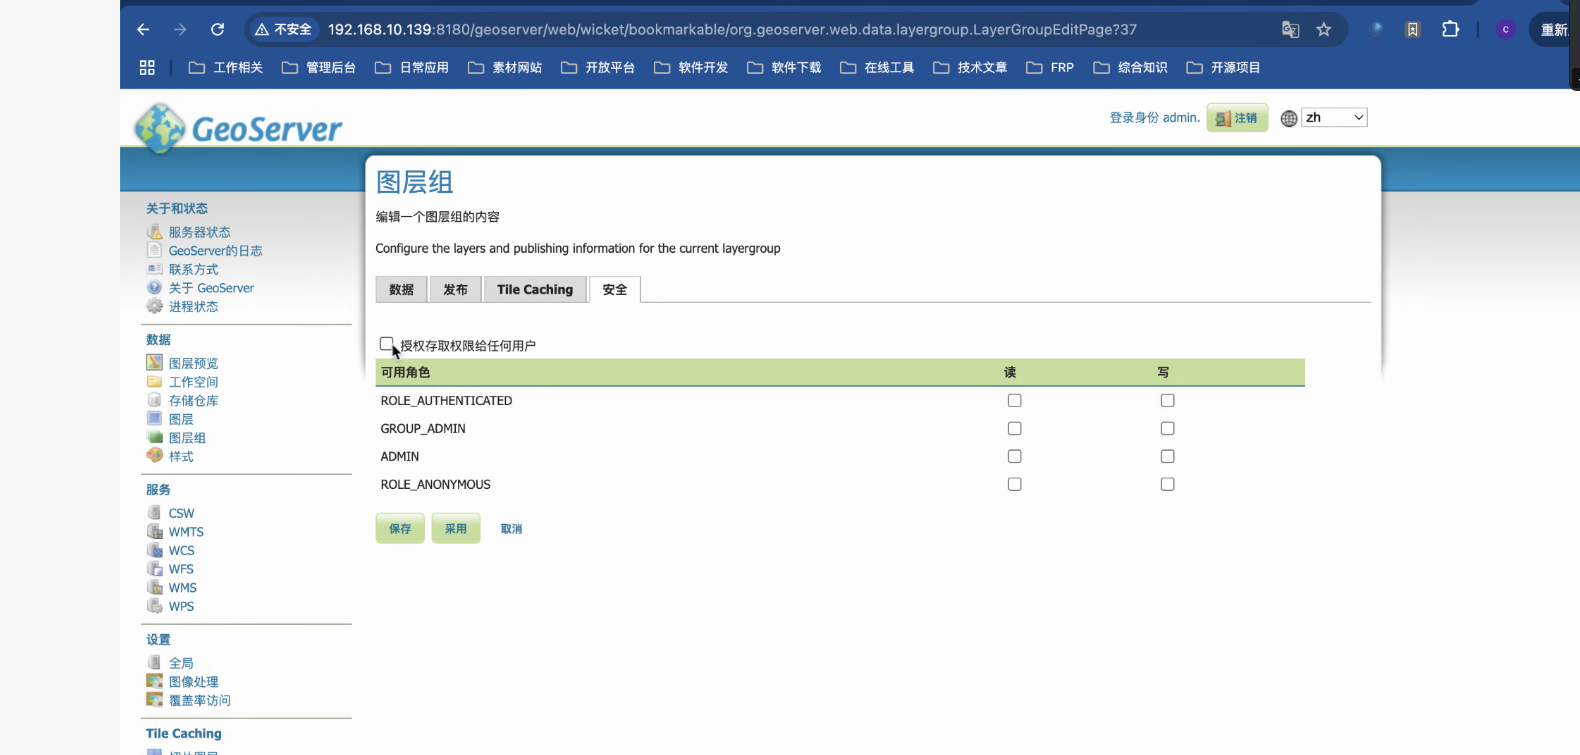 不安全 192.168.10.139:8180/geoserver/web/wicket/bookmarkable/org.geoserver.web.data.layergroup.LayerGroupEditPage?37 C 重新
工作相关 管理后台 日常应用 素材网站 开放平台 软件开发 软件下载 在线工具 技术文章 FRP 综合知识 开源项目
GeoServer
登录身份 admin. 注销 zh
图层组
编辑一个图层组的内容
Configure the layers and publishing information for the current layergroup
数据 发布 Tile Caching 安全
授权存取权限给任何用户
可用角色 读 写
ROLE_AUTHENTICATED
GROUP_ADMIN
ADMIN
ROLE_ANONYMOUS
保存 采用 取消
关于和状态
服务器状态
GeoServer的日志
联系方式
关于 GeoServer
进程状态
数据
图层预览
工作空间
存储仓库
图层
图层组
样式
服务
CSW
WMTS
WCS
WFS
WMS
WPS
设置
全局
图像处理
覆盖率访问
Tile Caching